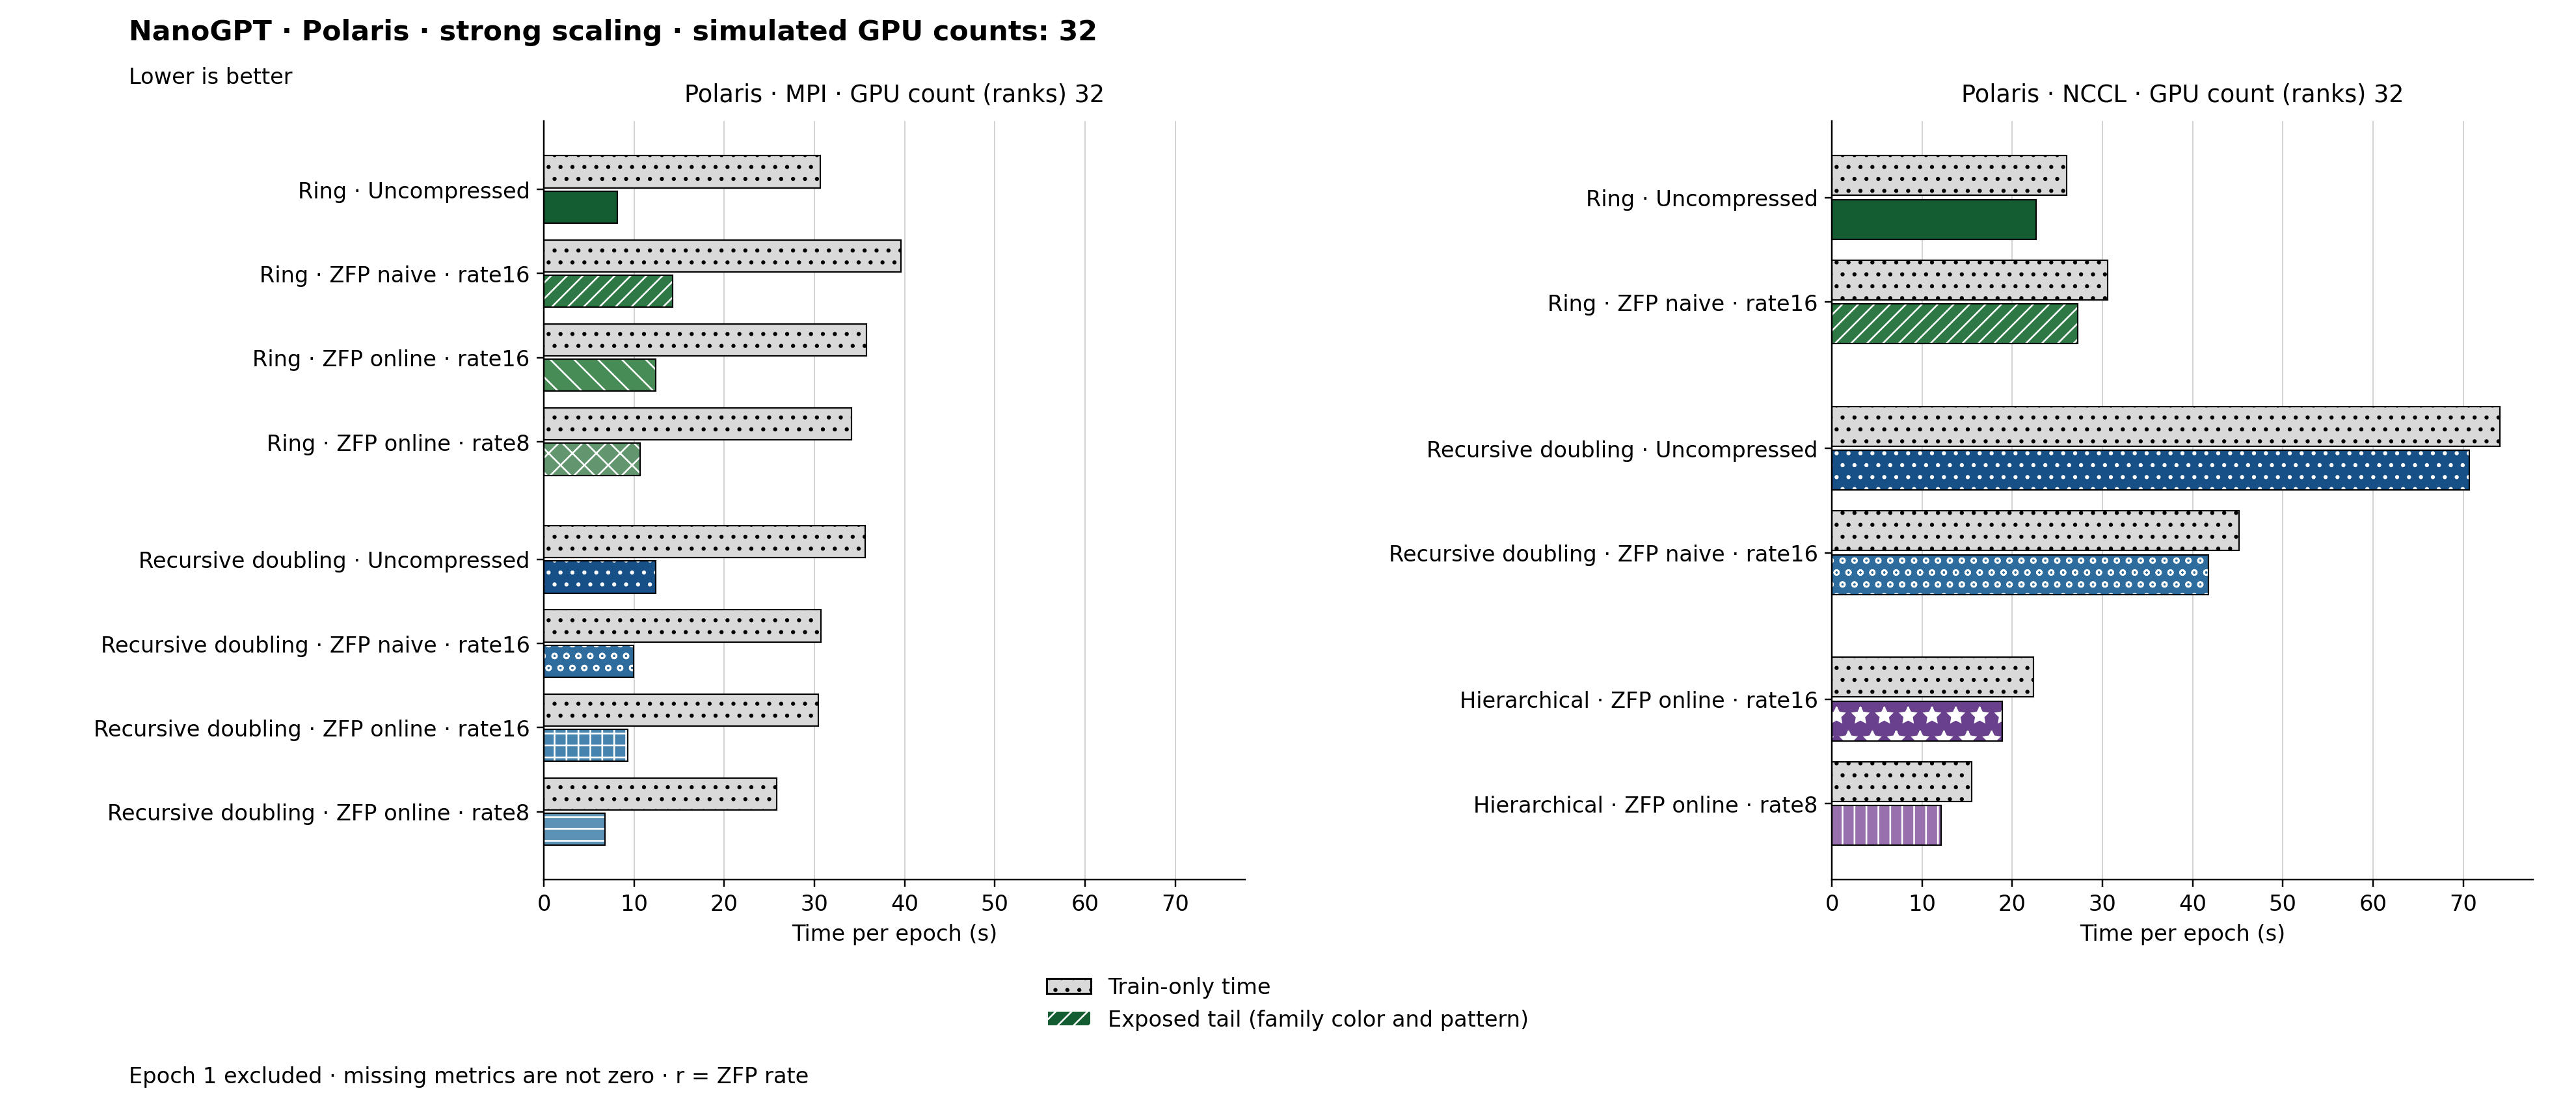 NanoGPT · Polaris · strong scaling · simulated GPU counts: 32
Lower is better
Polaris · MPI · GPU count (ranks) 32
Ring · Uncompressed
Ring · ZFP naive · rate16
Ring · ZFP online · rate16
Ring · ZFP online · rate8
Recursive doubling · Uncompressed
Recursive doubling · ZFP naive · rate16
Recursive doubling · ZFP online · rate16
Recursive doubling · ZFP online · rate8
0 10 20 30 40 50 60 70
Time per epoch (s)
Polaris · NCCL · GPU count (ranks) 32
Ring · Uncompressed
Ring · ZFP naive · rate16
Recursive doubling · Uncompressed
Recursive doubling · ZFP naive · rate16
Hierarchical · ZFP online · rate16
Hierarchical · ZFP online · rate8
0 10 20 30 40 50 60 70
Time per epoch (s)
Train-only time
Exposed tail (family color and pattern)
Epoch 1 excluded · missing metrics are not zero · r = ZFP rate